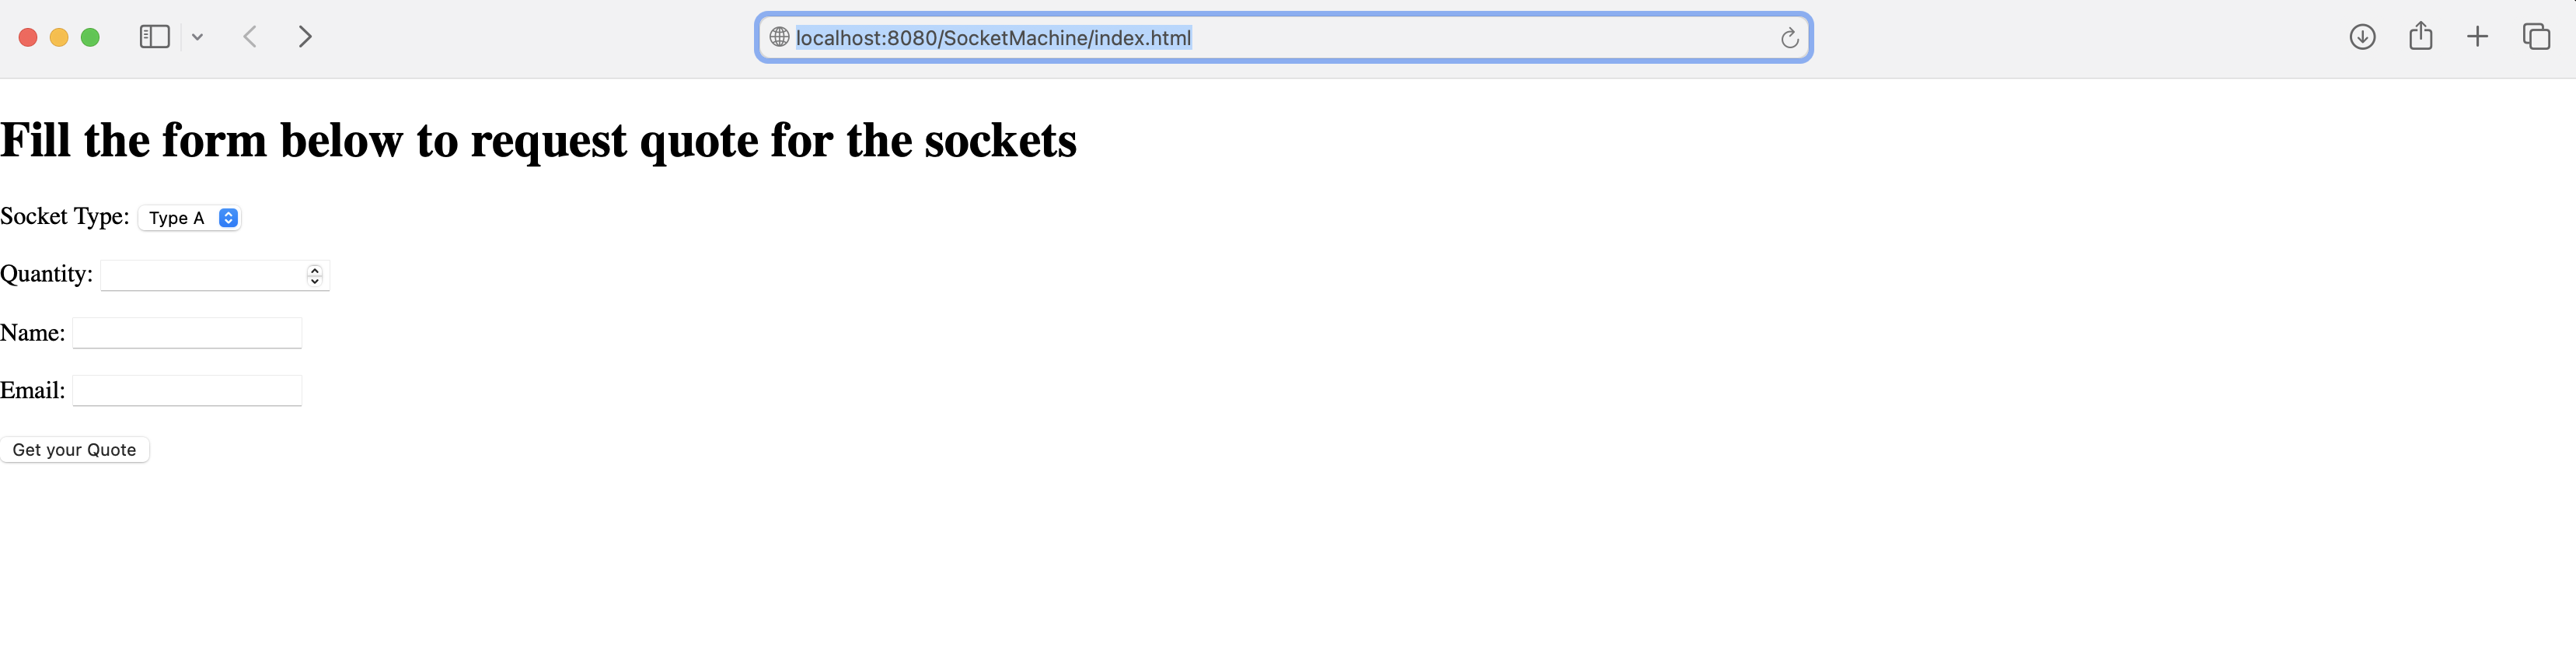 localhost:8080/SocketMachine/index.html
Fill the form below to request quote for the sockets
Socket Type: Type A
Quantity:
Name:
Email:
Get your Quote